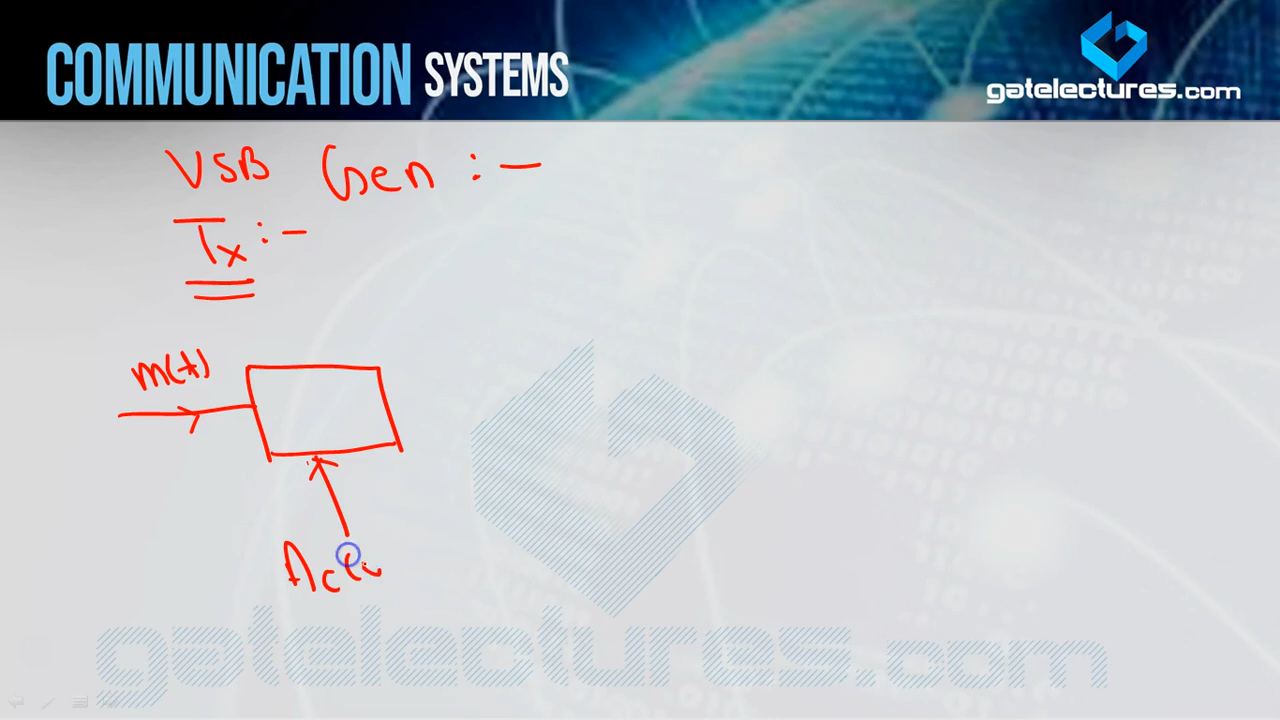 COMMUNICATION SYSTEMS
gatelectures.com
VSB Gen :-
Tx :-
m(t)
gatelectures.com